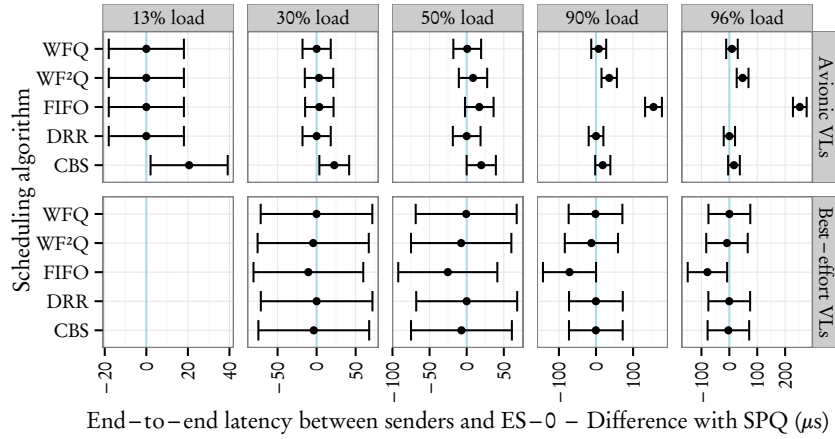 13% load 30% load 50% load 90% load 96% load
Scheduling algorithm
WFQ
WF²Q
FIFO
DRR
CBS
Avionic VLs
WFQ
WF²Q
FIFO
DRR
CBS
Best−effort VLs
−20 0 20 40 −50 0 50 −100 −50 0 50 −100 0 100 −100 0 100 200
End−to−end latency between senders and ES−0 − Difference with SPQ (µs)